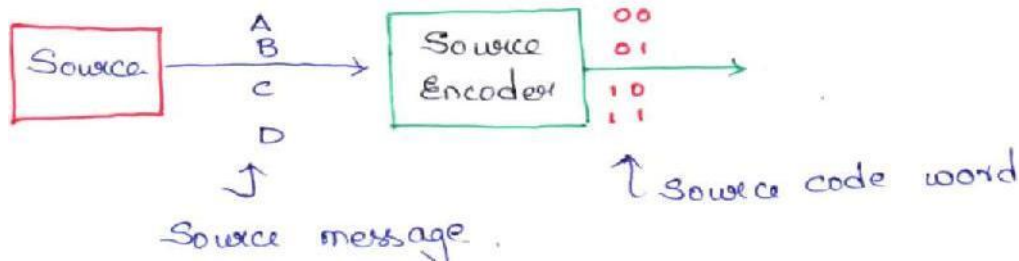 Source
A
B
C
D
Source
Encoder
00
01
10
11
Source message.
Source code word